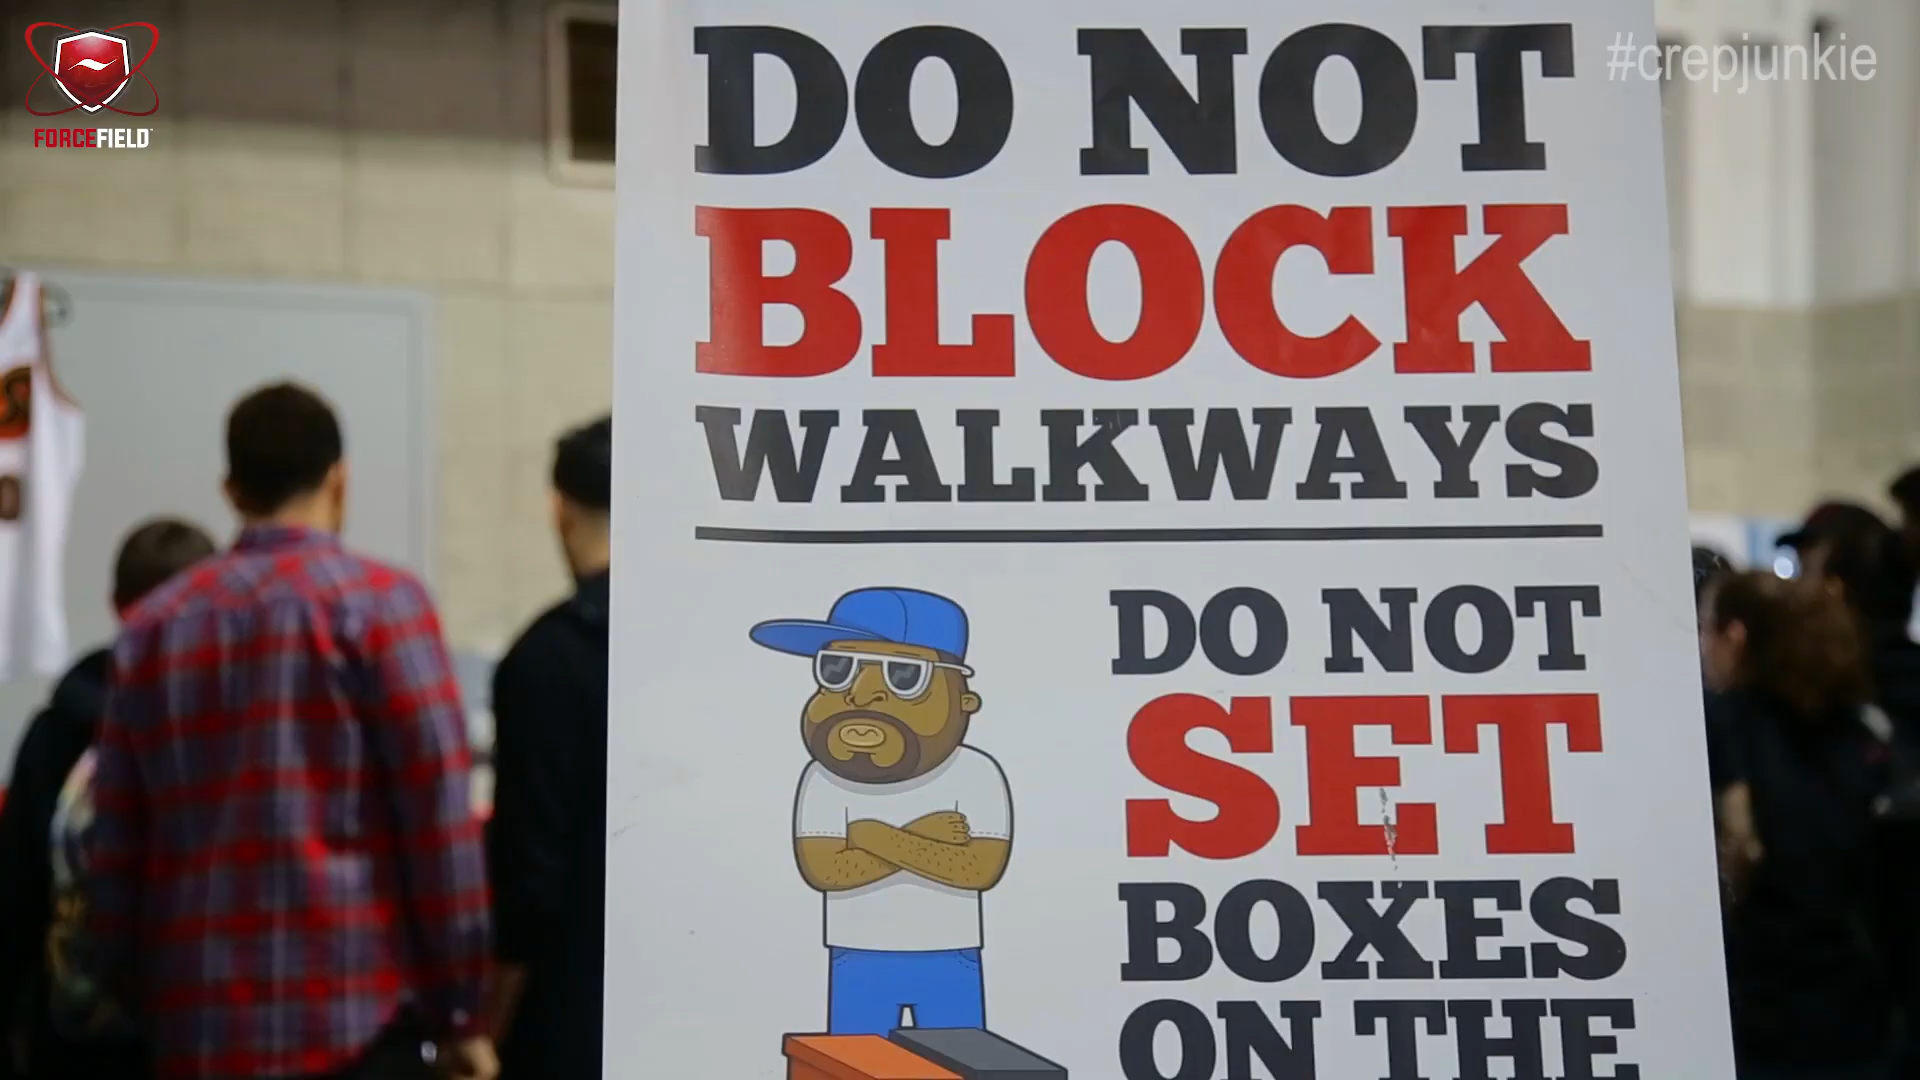 FORCEFIELD
#crepjunkie
DO NOT
BLOCK
WALKWAYS
DO NOT
SET
BOXES
ON THE